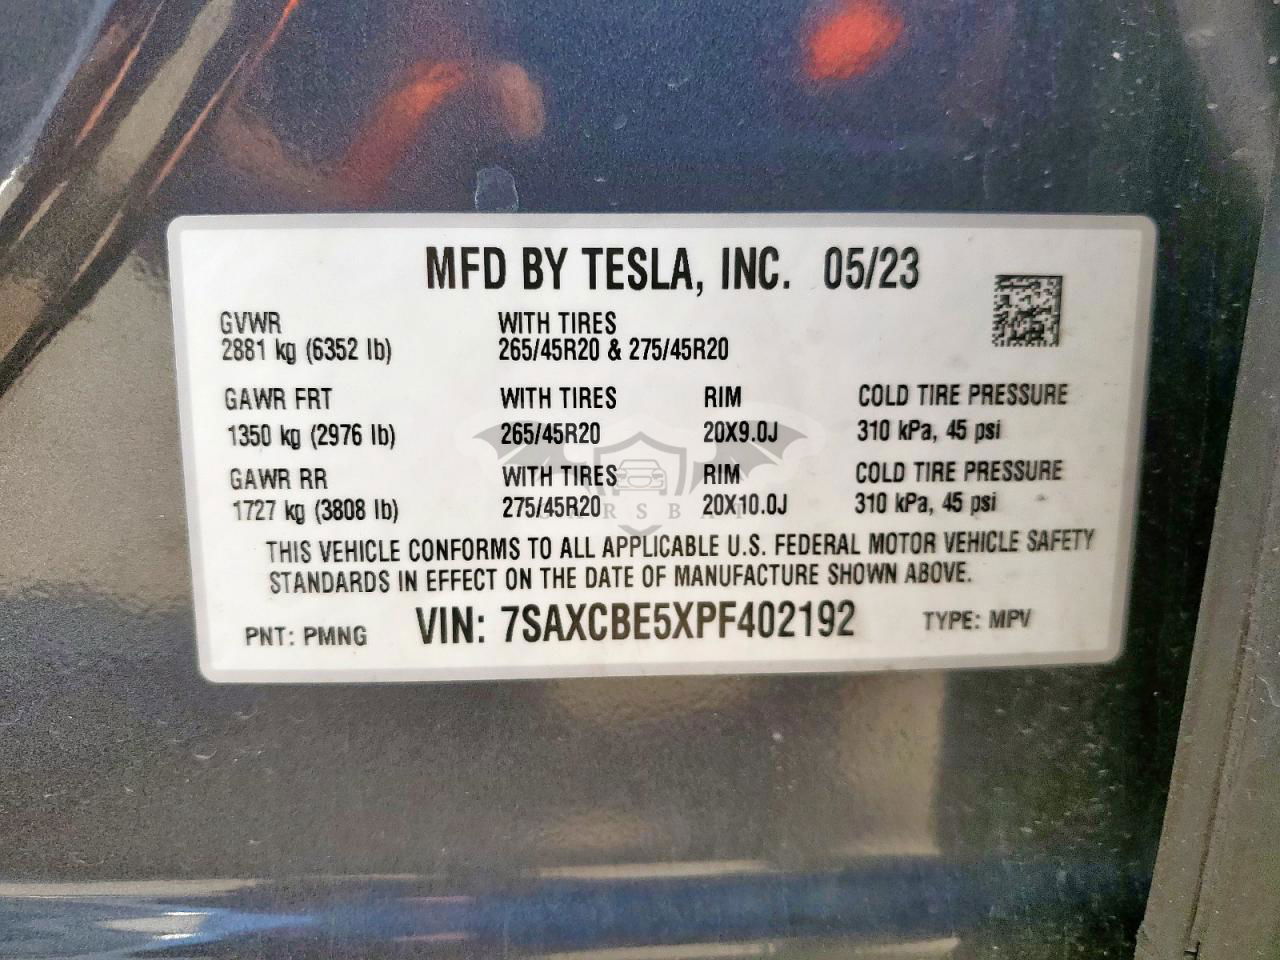 MFD BY TESLA, INC. 05/23
GVWR WITH TIRES
2881 kg (6352 lb) 265/45R20 & 275/45R20
GAWR FRT WITH TIRES RIM COLD TIRE PRESSURE
1350 kg (2976 lb) 265/45R20 20X9.0J 310 kPa, 45 psi
GAWR RR WITH TIRES RIM COLD TIRE PRESSURE
1727 kg (3808 lb) 275/45R20 20X10.0J 310 kPa, 45 psi
CARSBAT
THIS VEHICLE CONFORMS TO ALL APPLICABLE U.S. FEDERAL MOTOR VEHICLE SAFETY
STANDARDS IN EFFECT ON THE DATE OF MANUFACTURE SHOWN ABOVE.
PNT: PMNG VIN: 7SAXCBE5XPF402192 TYPE: MPV